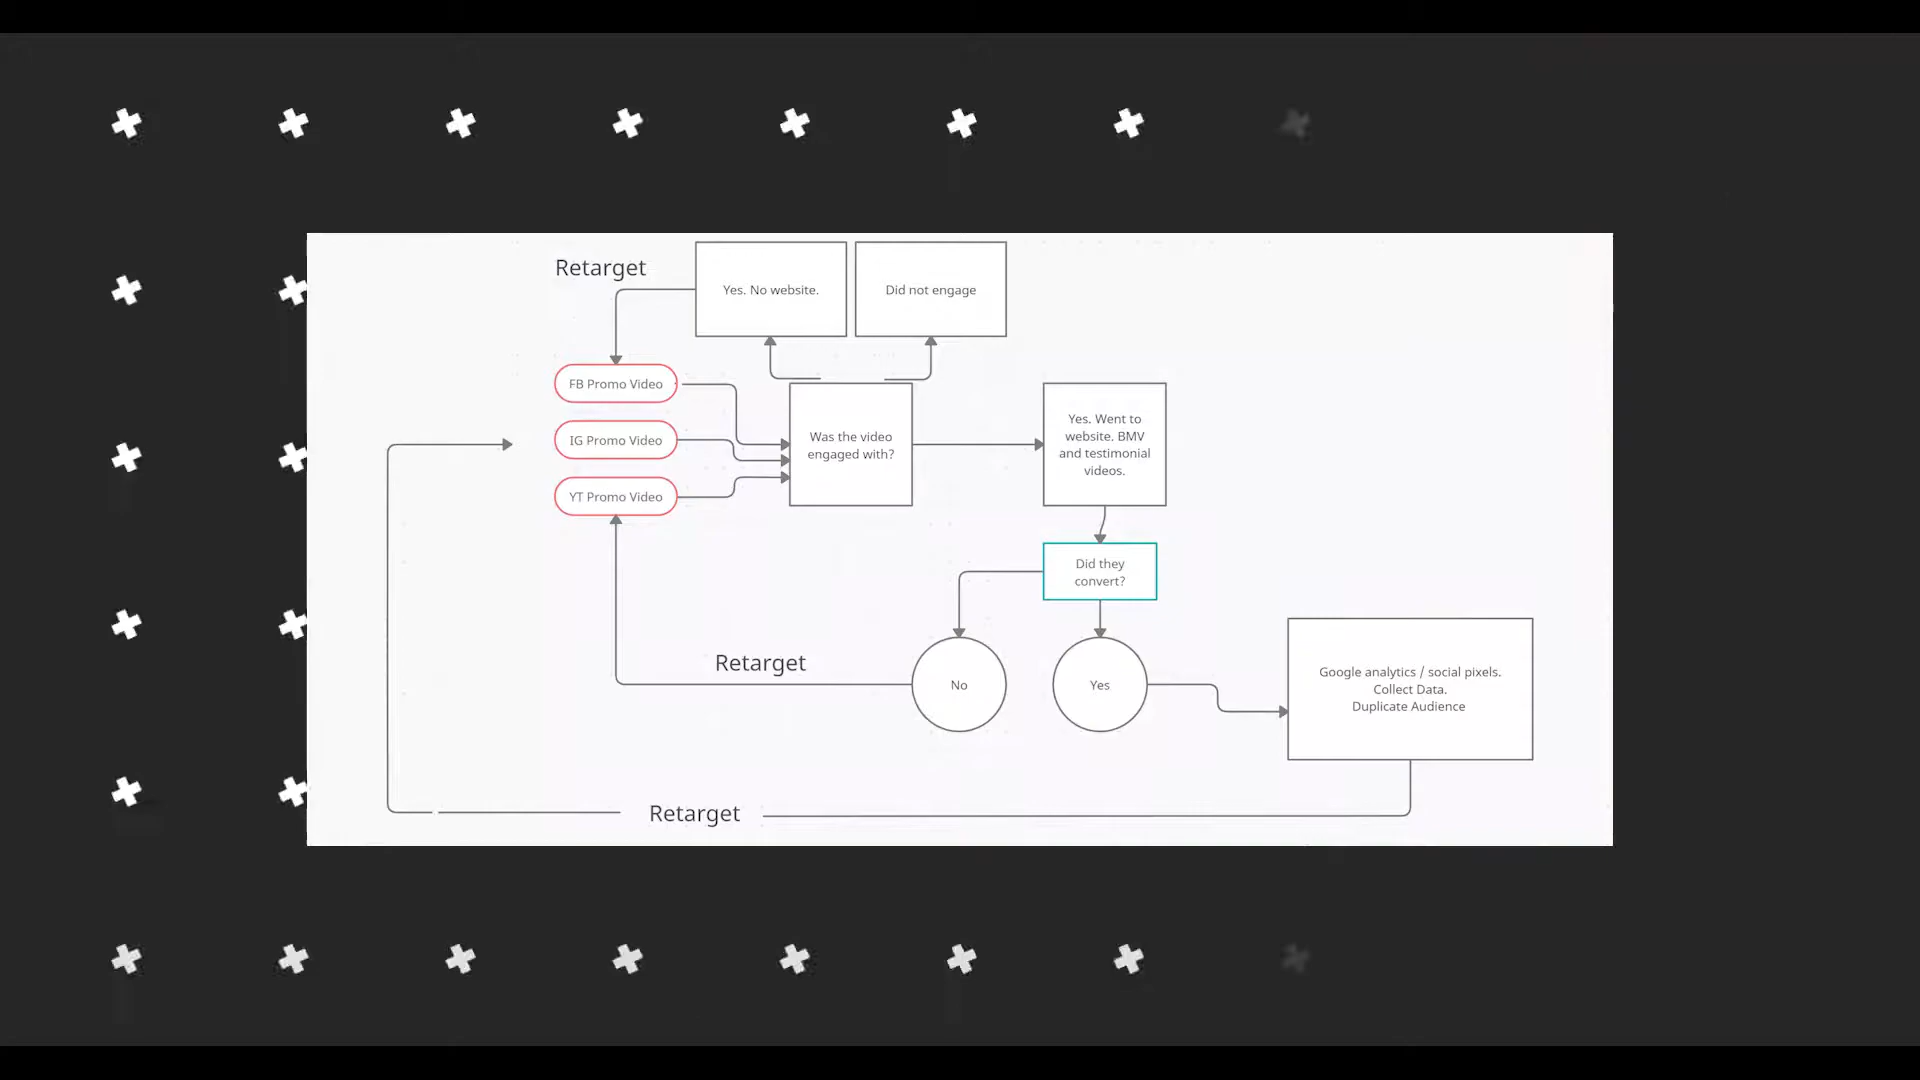 Retarget
Yes. No website.
Did not engage
FB Promo Video
IG Promo Video
YT Promo Video
Was the video
engaged with?
Yes. Went to
website. BMV
and testimonial
videos.
Did they
convert?
Retarget
No
Yes
Google analytics / social pixels.
Collect Data.
Duplicate Audience
Retarget